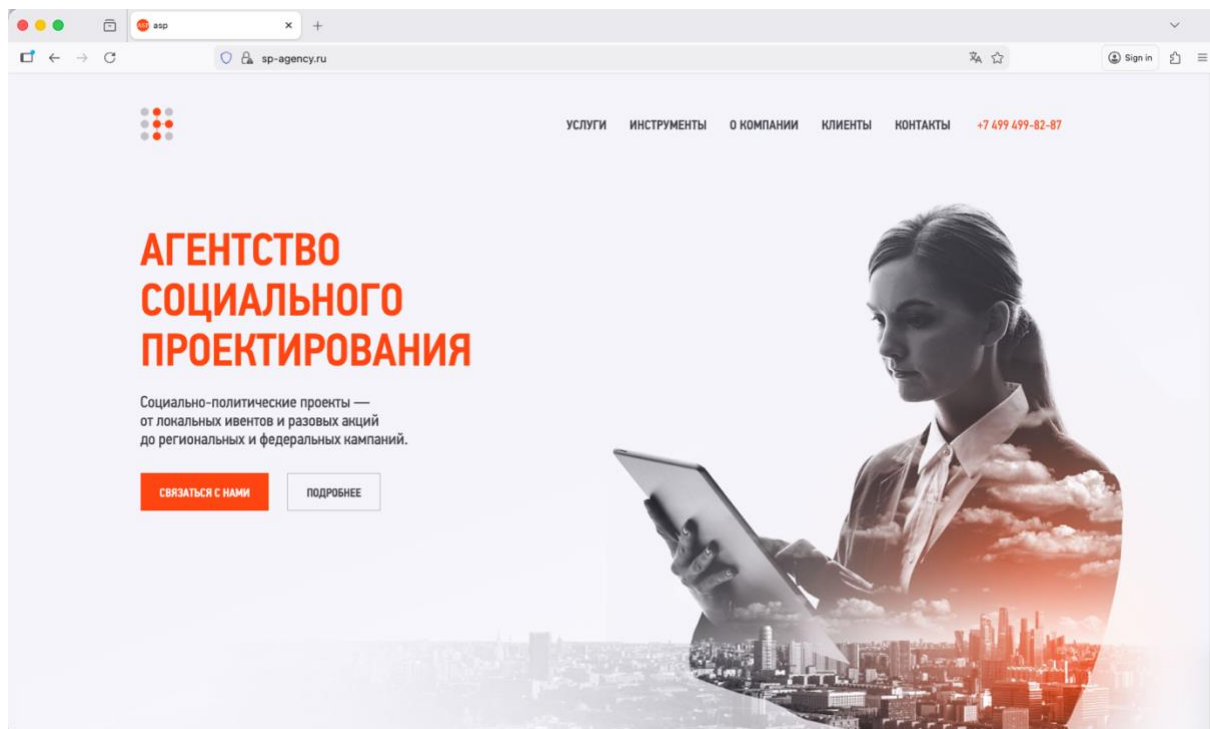 asp
sp-agency.ru
Sign in
УСЛУГИ ИНСТРУМЕНТЫ О КОМПАНИИ КЛИЕНТЫ КОНТАКТЫ +7 499 499-82-87
АГЕНТСТВО
СОЦИАЛЬНОГО
ПРОЕКТИРОВАНИЯ
Социально-политические проекты —
от локальных ивентов и разовых акций
до региональных и федеральных кампаний.
СВЯЗАТЬСЯ С НАМИ ПОДРОБНЕЕ